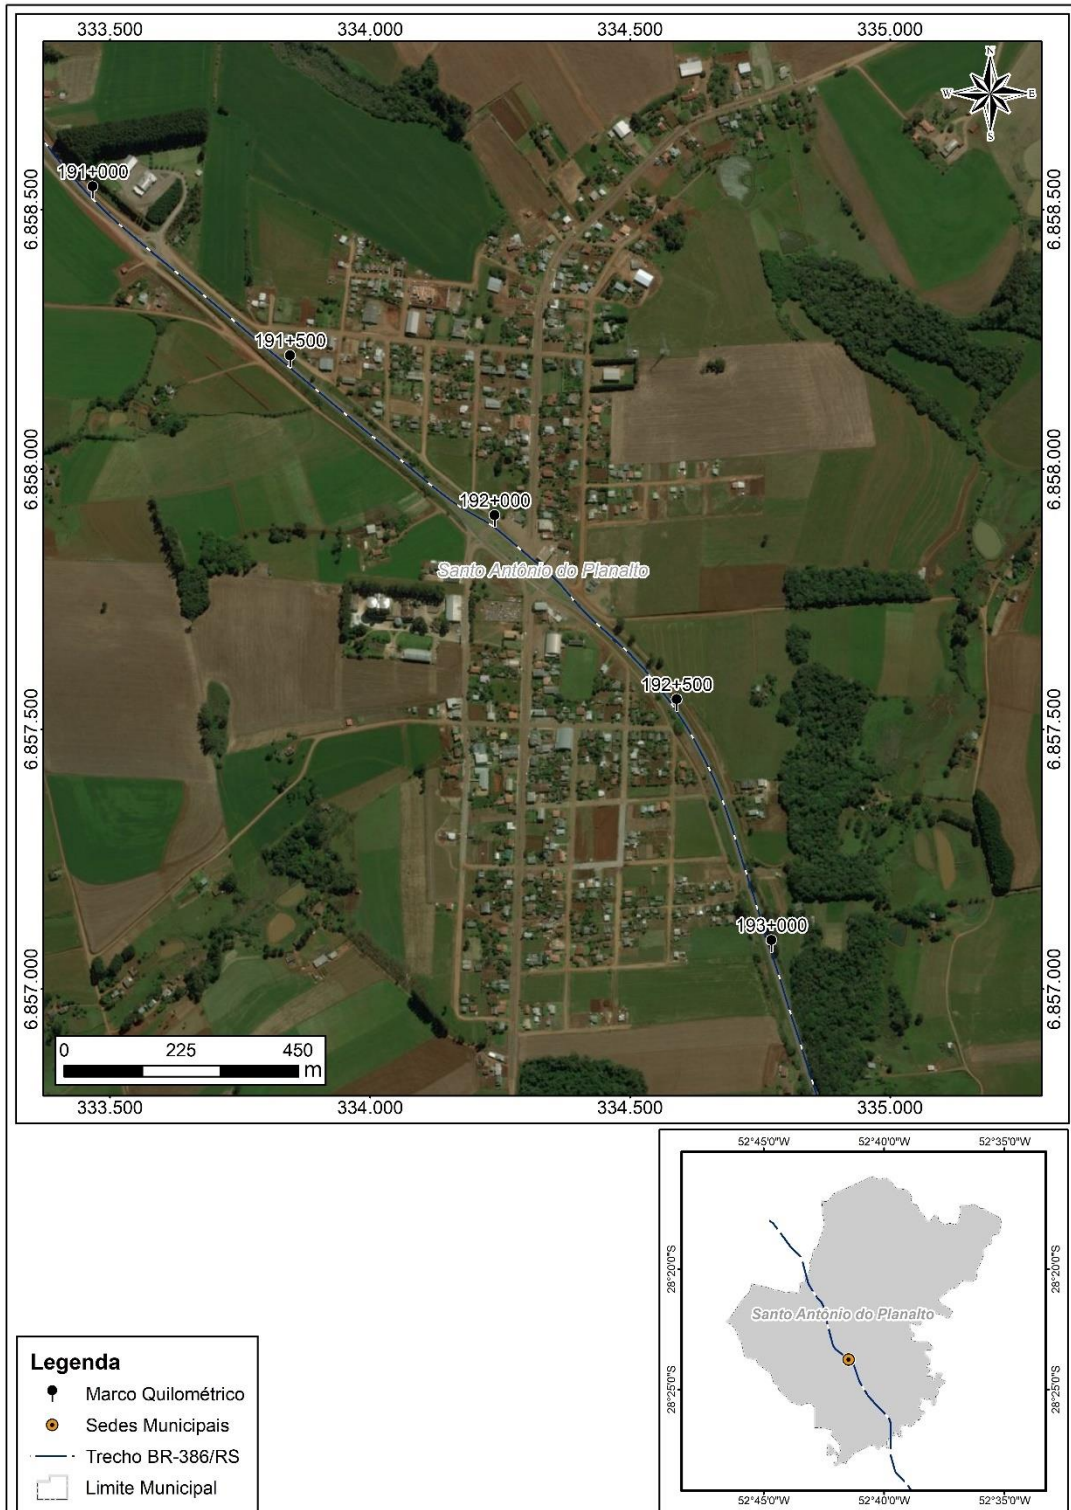 333.500 334.000 334.500 335.000
N
W E
S
191+000
6.858.500 6.858.500
191+500
6.858.000 6.858.000
192+000
Santo Antônio do Planalto
192+500
6.857.500 6.857.500
193+000
6.857.000 6.857.000
0 225 450
m
333.500 334.000 334.500 335.000
52°45'0"W 52°40'0"W 52°35'0"W
28°20'0"S 28°20'0"S
Santo Antônio do Planalto
28°25'0"S 28°25'0"S
52°45'0"W 52°40'0"W 52°35'0"W
Legenda
Marco Quilométrico
Sedes Municipais
Trecho BR-386/RS
Limite Municipal